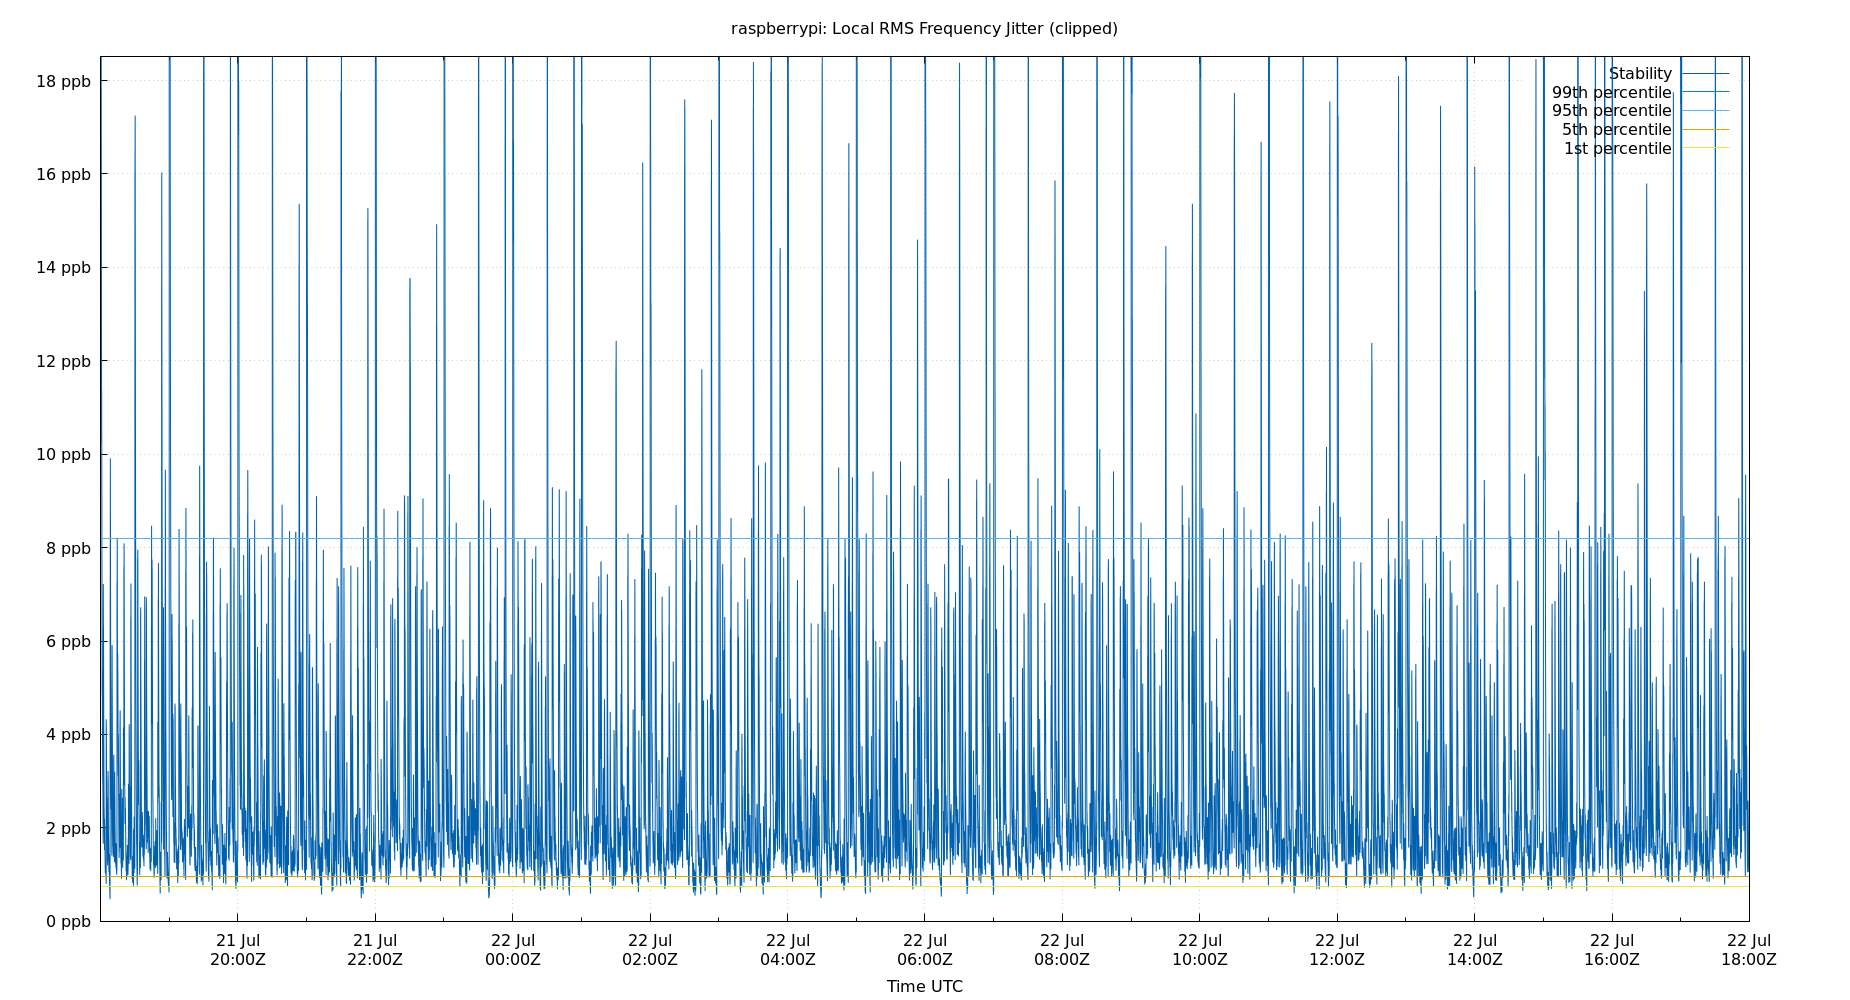 raspberrypi: Local RMS Frequency Jitter (clipped)
18 ppb
16 ppb
14 ppb
12 ppb
10 ppb
8 ppb
6 ppb
4 ppb
2 ppb
0 ppb
Stability
99th percentile
95th percentile
5th percentile
1st percentile
21 Jul
20:00Z
21 Jul
22:00Z
22 Jul
00:00Z
22 Jul
02:00Z
22 Jul
04:00Z
22 Jul
06:00Z
22 Jul
08:00Z
22 Jul
10:00Z
22 Jul
12:00Z
22 Jul
14:00Z
22 Jul
16:00Z
22 Jul
18:00Z
Time UTC